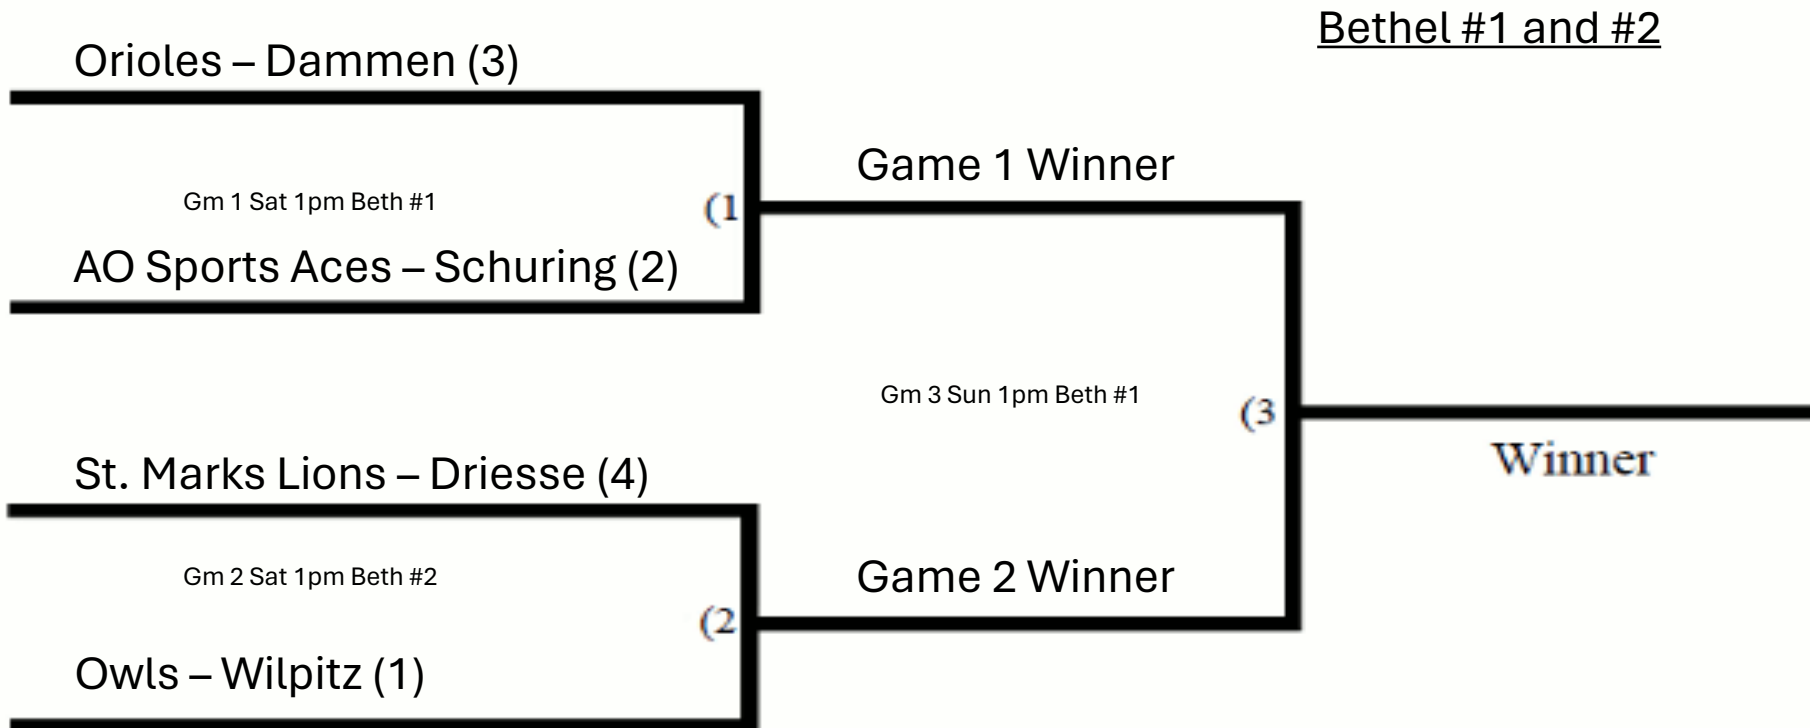 Bethel #1 and #2
Orioles – Dammen (3)
Game 1 Winner
Gm 1 Sat 1pm Beth #1
(1
AO Sports Aces – Schuring (2)
Gm 3 Sun 1pm Beth #1
(3
Winner
St. Marks Lions – Driesse (4)
Gm 2 Sat 1pm Beth #2
Game 2 Winner
(2
Owls – Wilpitz (1)